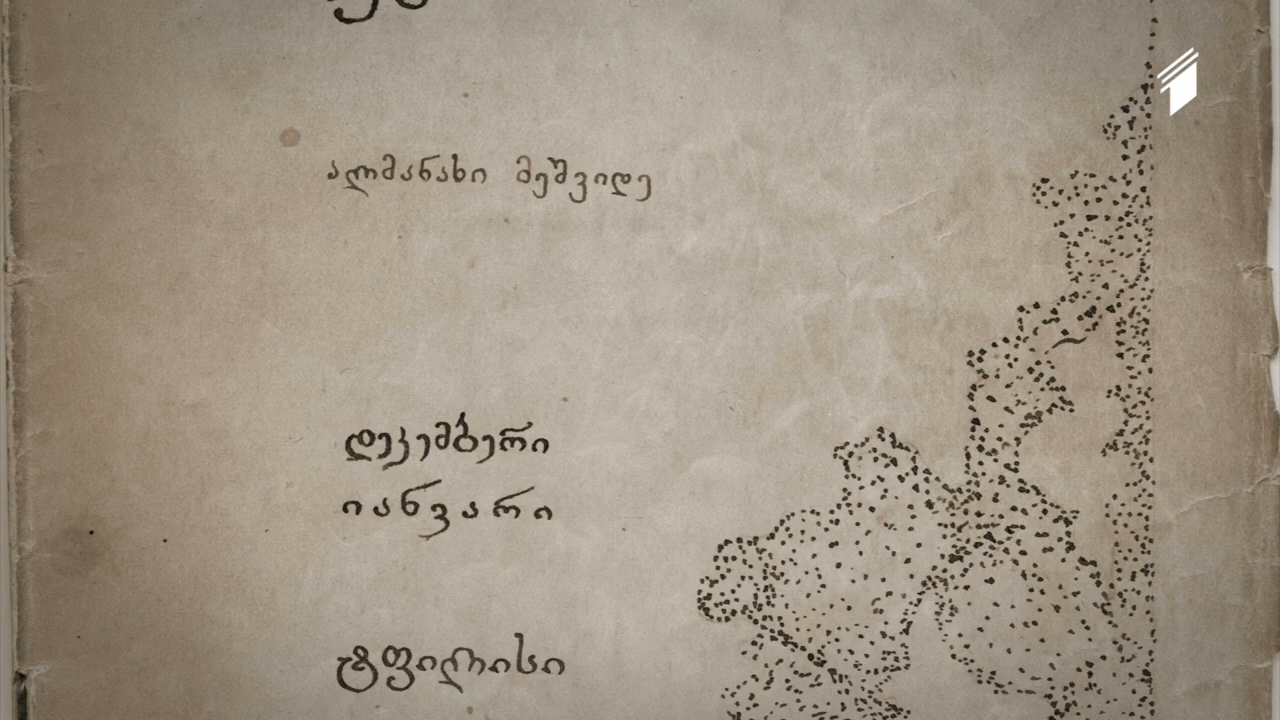 ალმანახი მეშვიდე
დეკემბერი
იანვარი
ტფილისი